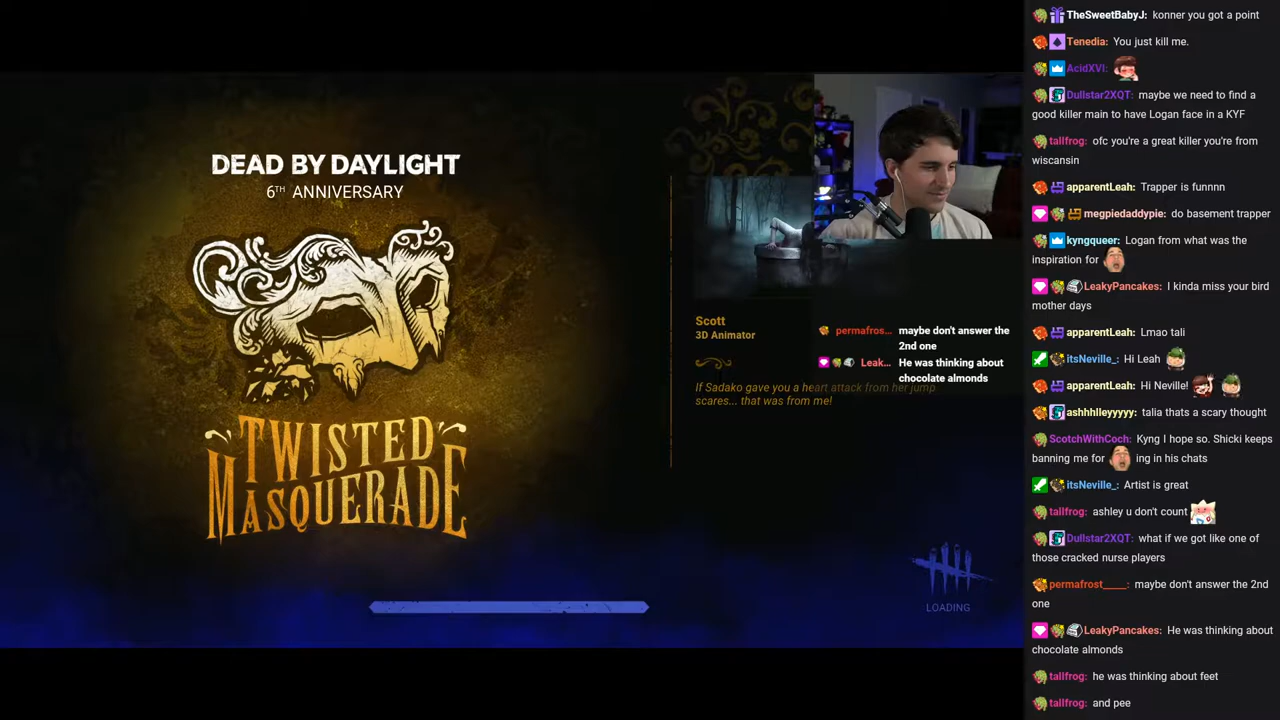 DEAD BY DAYLIGHT
6TH ANNIVERSARY
TWISTED
MASQUERADE
Scott
3D Animator
If Sadako gave you a heart attack from her jump
scares... that was from me!
permafros... maybe don't answer the
2nd one
Leak... He was thinking about
chocolate almonds
LOADING
TheSweetBabyJ: konner you got a point
Tenedia: You just kill me.
AcidXVI:
Dullstar2XQT: maybe we need to find a
good killer main to have Logan face in a KYF
tallfrog: ofc you're a great killer you're from
wiscansin
apparentLeah: Trapper is funnnn
megpiedaddypie: do basement trapper
kyngqueer: Logan from what was the
inspiration for
LeakyPancakes: I kinda miss your bird
mother days
apparentLeah: Lmao tali
itsNeville_: Hi Leah
apparentLeah: Hi Neville!
ashhhlleyyyyy: talia thats a scary thought
ScotchWithCoch: Kyng I hope so. Shicki keeps
banning me for ing in his chats
itsNeville_: Artist is great
tallfrog: ashley u don't count
Dullstar2XQT: what if we got like one of
those cracked nurse players
permafrost_____: maybe don't answer the 2nd
one
LeakyPancakes: He was thinking about
chocolate almonds
tallfrog: he was thinking about feet
tallfrog: and pee